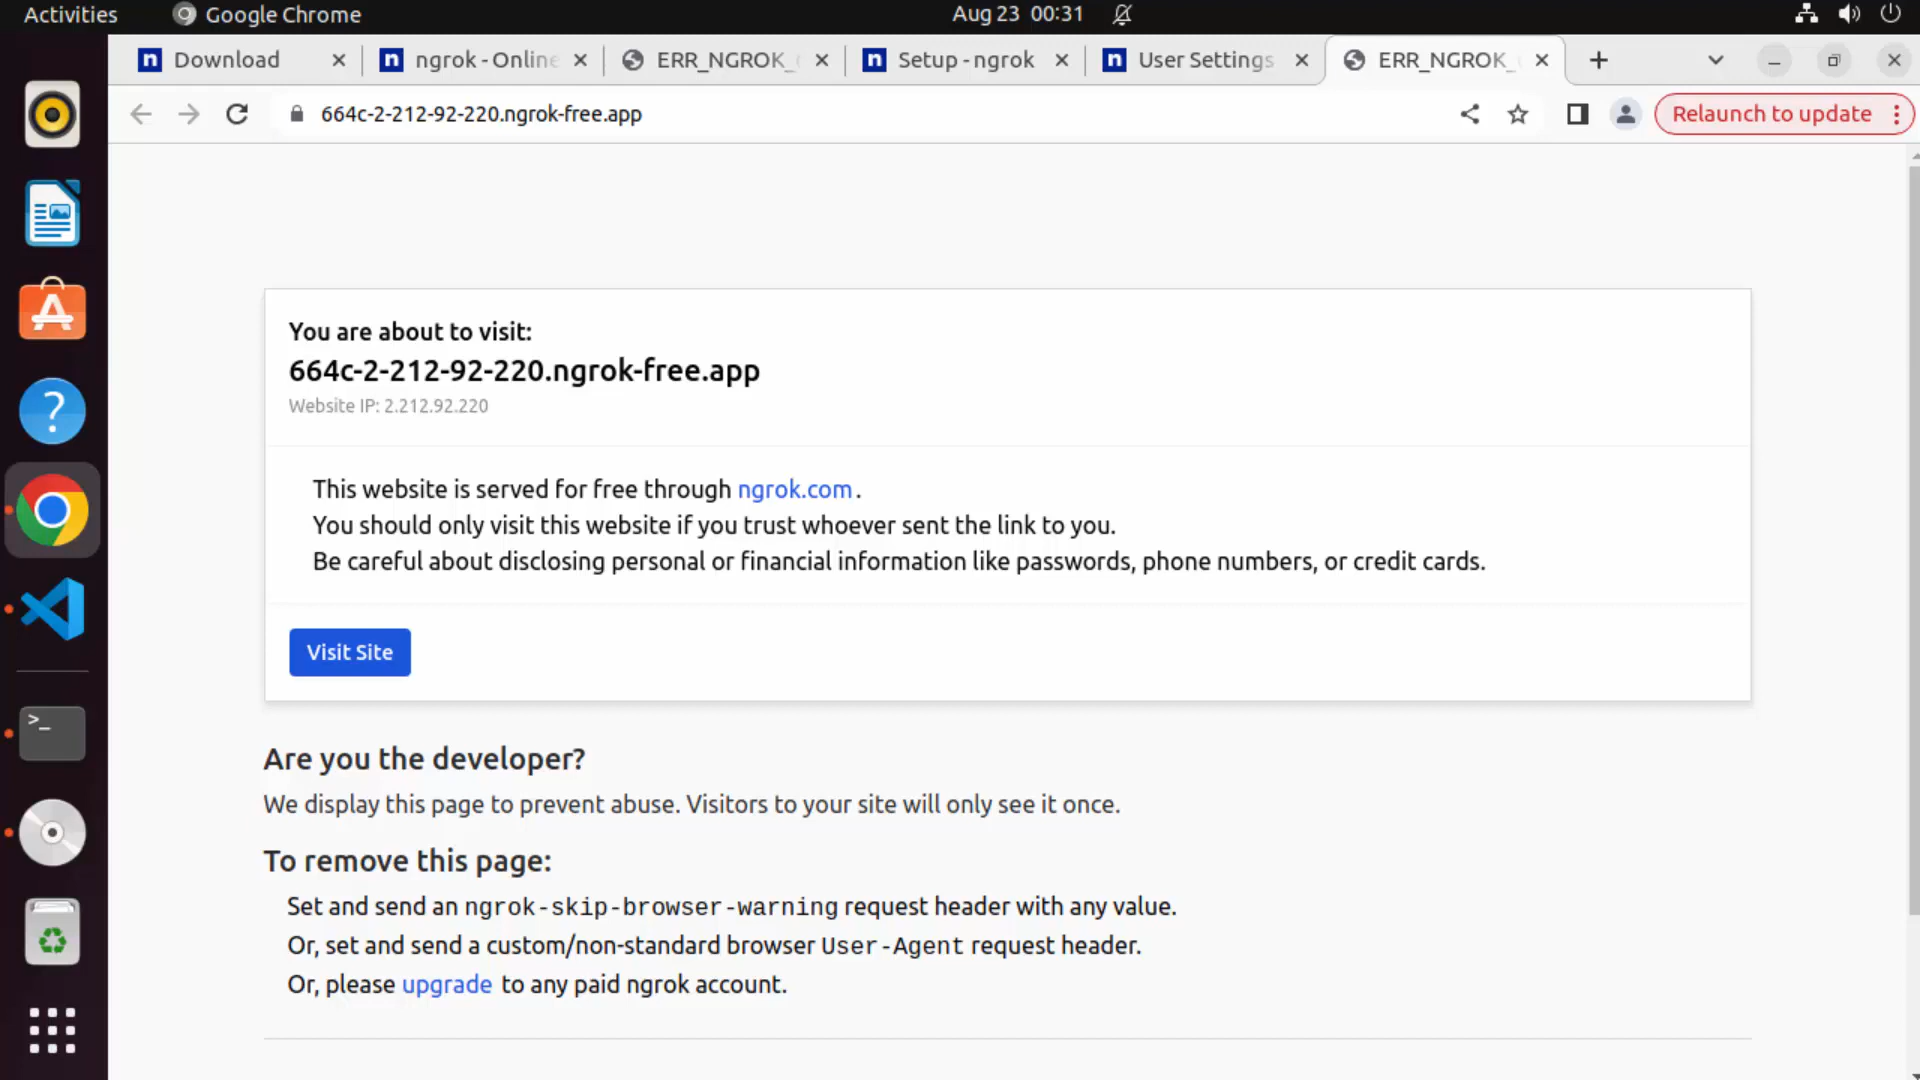 Activities
Google Chrome
Aug 23 00:31
Download
ngrok - Online
ERR_NGROK_
Setup - ngrok
User Settings
ERR_NGROK_
664c-2-212-92-220.ngrok-free.app
Relaunch to update
You are about to visit:
664c-2-212-92-220.ngrok-free.app
Website IP: 2.212.92.220
This website is served for free through ngrok.com.
You should only visit this website if you trust whoever sent the link to you.
Be careful about disclosing personal or financial information like passwords, phone numbers, or credit cards.
Visit Site
Are you the developer?
We display this page to prevent abuse. Visitors to your site will only see it once.
To remove this page:
Set and send an ngrok-skip-browser-warning request header with any value.
Or, set and send a custom/non-standard browser User-Agent request header.
Or, please upgrade to any paid ngrok account.